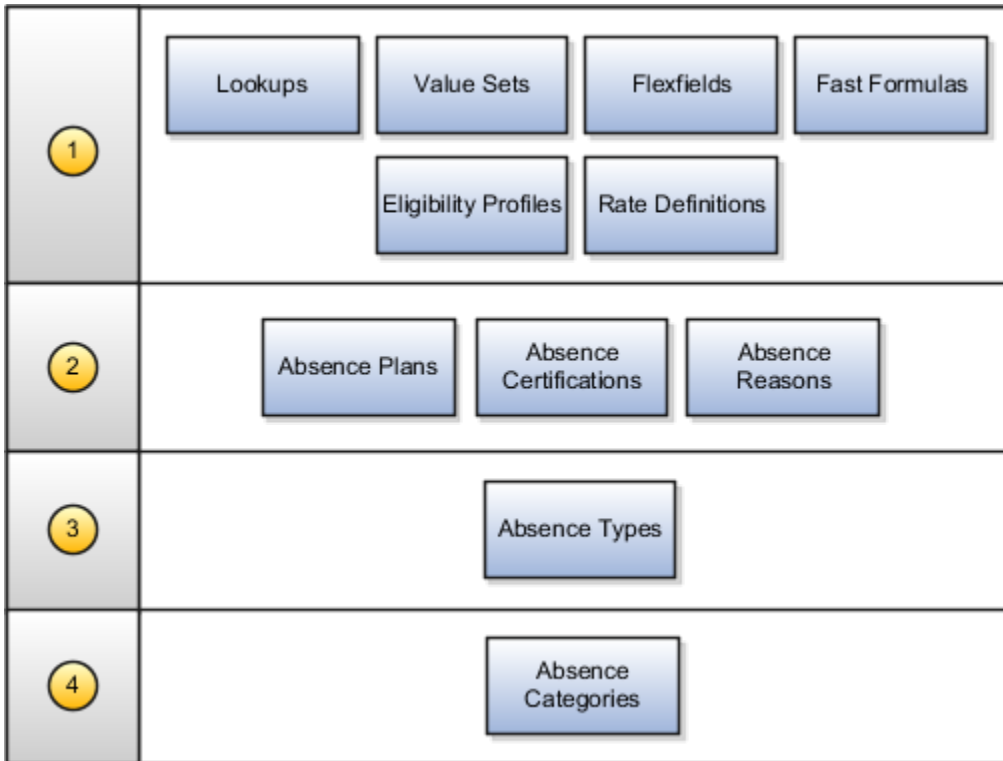 1
Lookups
Value Sets
Flexfields
Fast Formulas
Eligibility Profiles
Rate Definitions
2
Absence Plans
Absence
Certifications
Absence
Reasons
3
Absence Types
4
Absence
Categories